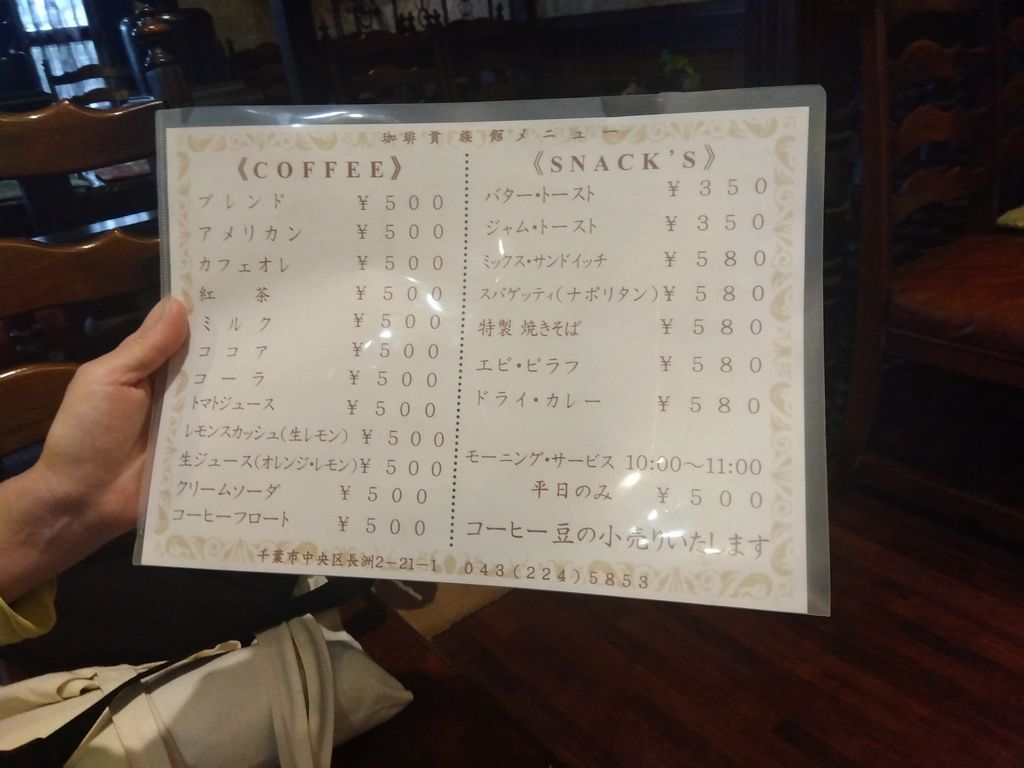 珈琲貴族館メニュー
《COFFEE》
ブレンド ¥500
アメリカン ¥500
カフェオレ ¥500
紅茶 ¥500
ミルク ¥500
ココア ¥500
コーラ ¥500
トマトジュース ¥500
レモンスカッシュ(生レモン) ¥500
生ジュース(オレンジ・レモン) ¥500
クリームソーダ ¥500
コーヒーフロート ¥500
《SNACK'S》
バター・トースト ¥350
ジャム・トースト ¥350
ミックス・サンドイッチ ¥580
スパゲッティ(ナポリタン) ¥580
特製 焼きそば ¥580
エビ・ピラフ ¥580
ドライ・カレー ¥580
モーニング・サービス 10:00〜11:00
平日のみ ¥500
コーヒー豆の小売りいたします
千葉市中央区長洲2-21-1 043(224)5853